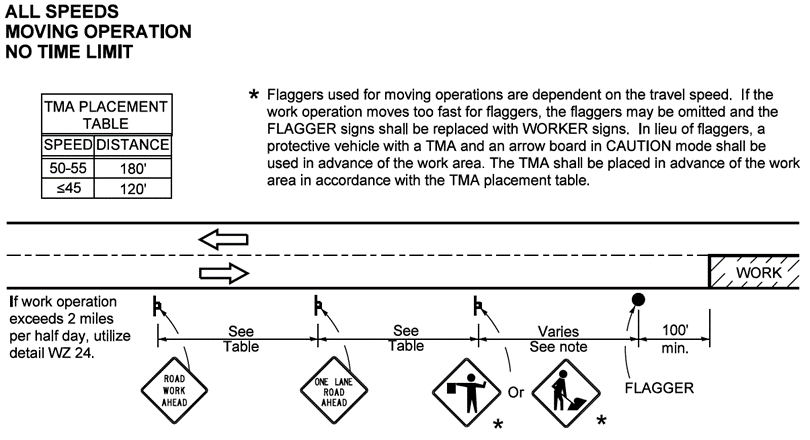 ALL SPEEDS
MOVING OPERATION
NO TIME LIMIT
TMA PLACEMENT
TABLE
SPEED DISTANCE
50-55 180'
≤45 120'
* Flaggers used for moving operations are dependent on the travel speed. If the
work operation moves too fast for flaggers, the flaggers may be omitted and the
FLAGGER signs shall be replaced with WORKER signs. In lieu of flaggers, a
protective vehicle with a TMA and an arrow board in CAUTION mode shall be
used in advance of the work area. The TMA shall be placed in advance of the work
area in accordance with the TMA placement table.
WORK
If work operation
exceeds 2 miles
per half day, utilize
detail WZ 24.
See
Table
See
Table
Varies
See note
100'
min.
ROAD
WORK
AHEAD
ONE LANE
ROAD
AHEAD
*
Or
*
FLAGGER